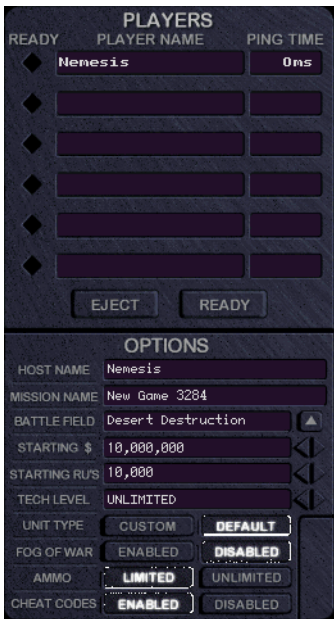 PLAYERS
READY PLAYER NAME PING TIME
Nemesis 0ms
EJECT READY
OPTIONS
HOST NAME Nemesis
MISSION NAME New Game 3284
BATTLE FIELD Desert Destruction
STARTING $ 10,000,000
STARTING RU'S 10,000
TECH LEVEL UNLIMITED
UNIT TYPE CUSTOM DEFAULT
FOG OF WAR ENABLED DISABLED
AMMO LIMITED UNLIMITED
CHEAT CODES ENABLED DISABLED